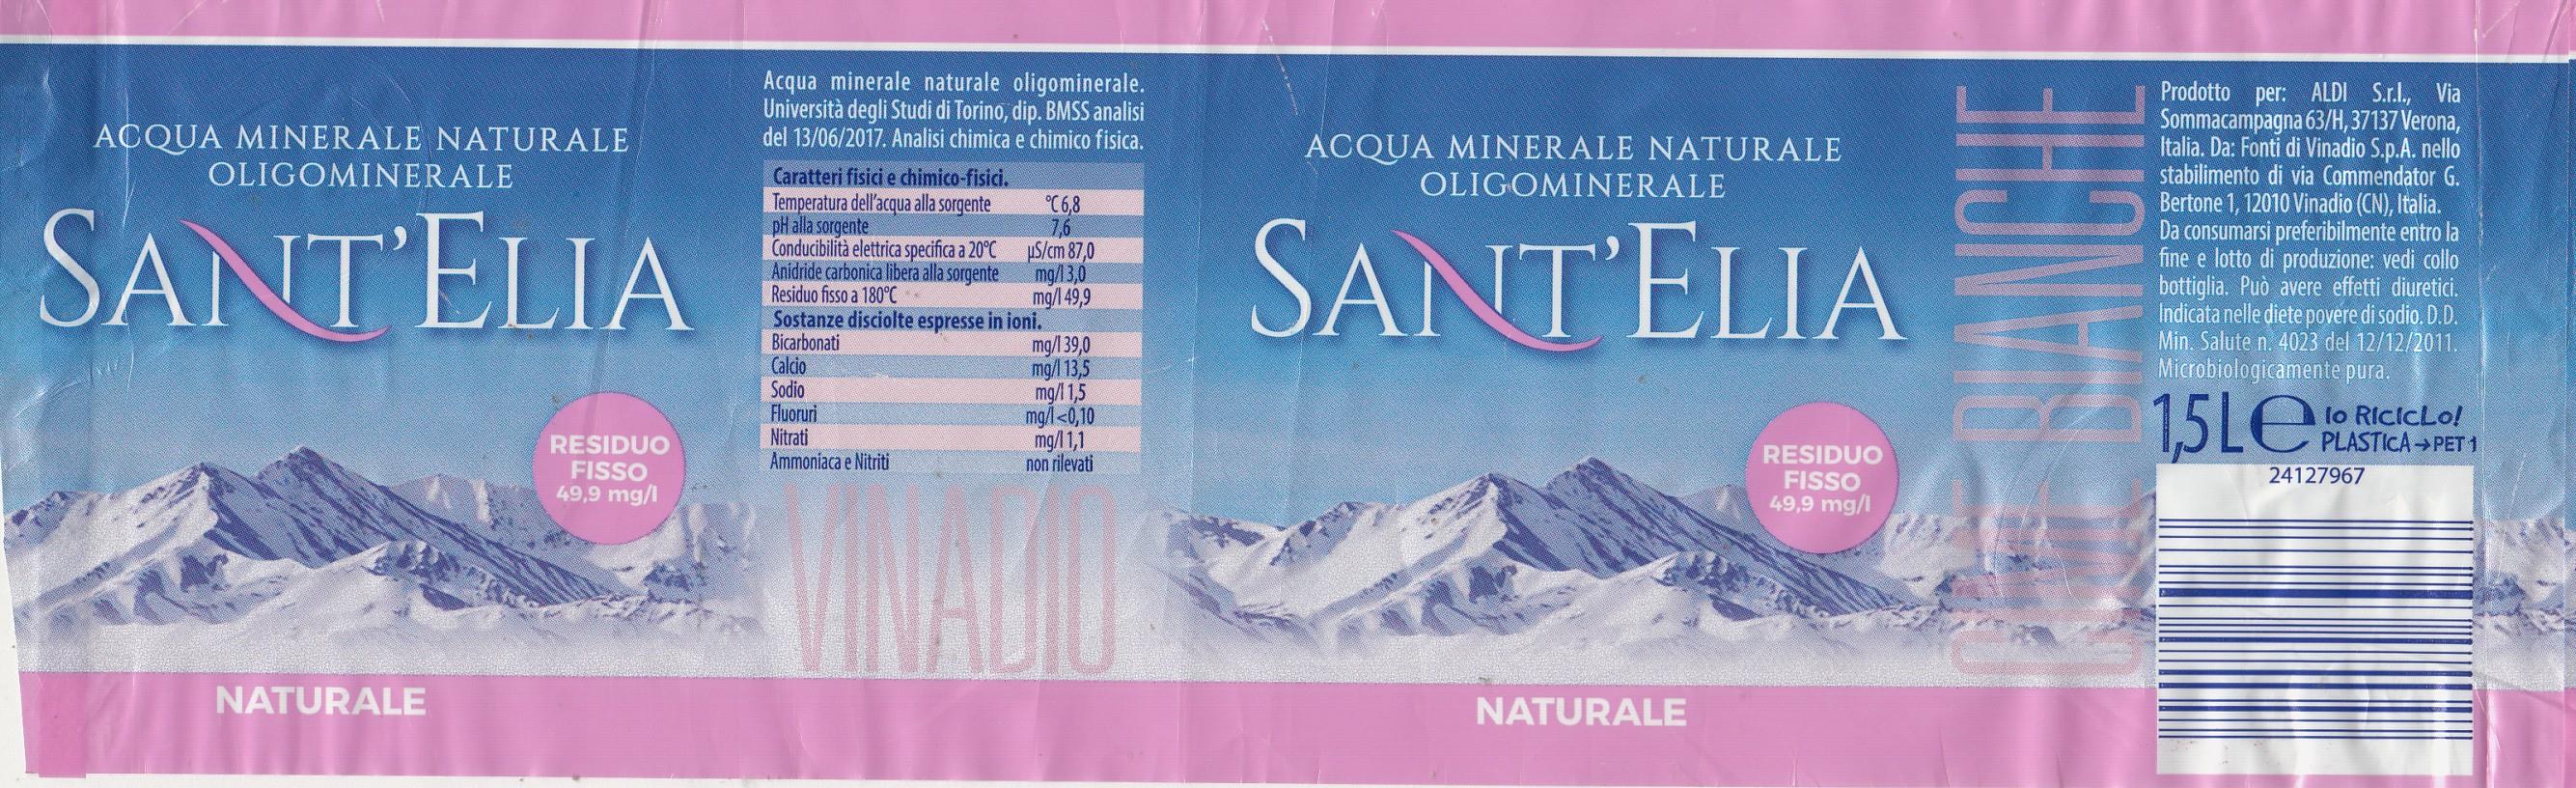 ACQUA MINERALE NATURALE
OLIGOMINERALE
SANT'ELIA
RESIDUO
FISSO
49,9 mg/l
NATURALE
Acqua minerale naturale oligominerale.
Università degli Studi di Torino, dip. BMSS analisi
del 13/06/2017. Analisi chimica e chimico fisica.
Caratteri fisici e chimico-fisici.
Temperatura dell'acqua alla sorgente °C 6,8
pH alla sorgente 7,6
Conducibilità elettrica specifica a 20°C µS/cm 87,0
Anidride carbonica libera alla sorgente mg/l 3,0
Residuo fisso a 180°C mg/l 49,9
Sostanze disciolte espresse in ioni.
Bicarbonati mg/l 39,0
Calcio mg/l 13,5
Sodio mg/l 1,5
Fluoruri mg/l <0,10
Nitrati mg/l 1,1
Ammoniaca e Nitriti non rilevati
VINADIO
ACQUA MINERALE NATURALE
OLIGOMINERALE
SANT'ELIA
RESIDUO
FISSO
49,9 mg/l
NATURALE
CIME BIANCHE
Prodotto per: ALDI S.r.l., Via
Sommacampagna 63/H, 37137 Verona,
Italia. Da: Fonti di Vinadio S.p.A. nello
stabilimento di via Commendator G.
Bertone 1, 12010 Vinadio (CN), Italia.
Da consumarsi preferibilmente entro la
fine e lotto di produzione: vedi collo
bottiglia. Può avere effetti diuretici.
Indicata nelle diete povere di sodio. D.D.
Min. Salute n. 4023 del 12/12/2011.
Microbiologicamente pura.
1,5 L e
IO RICICLO!
PLASTICA→PET 1
24127967